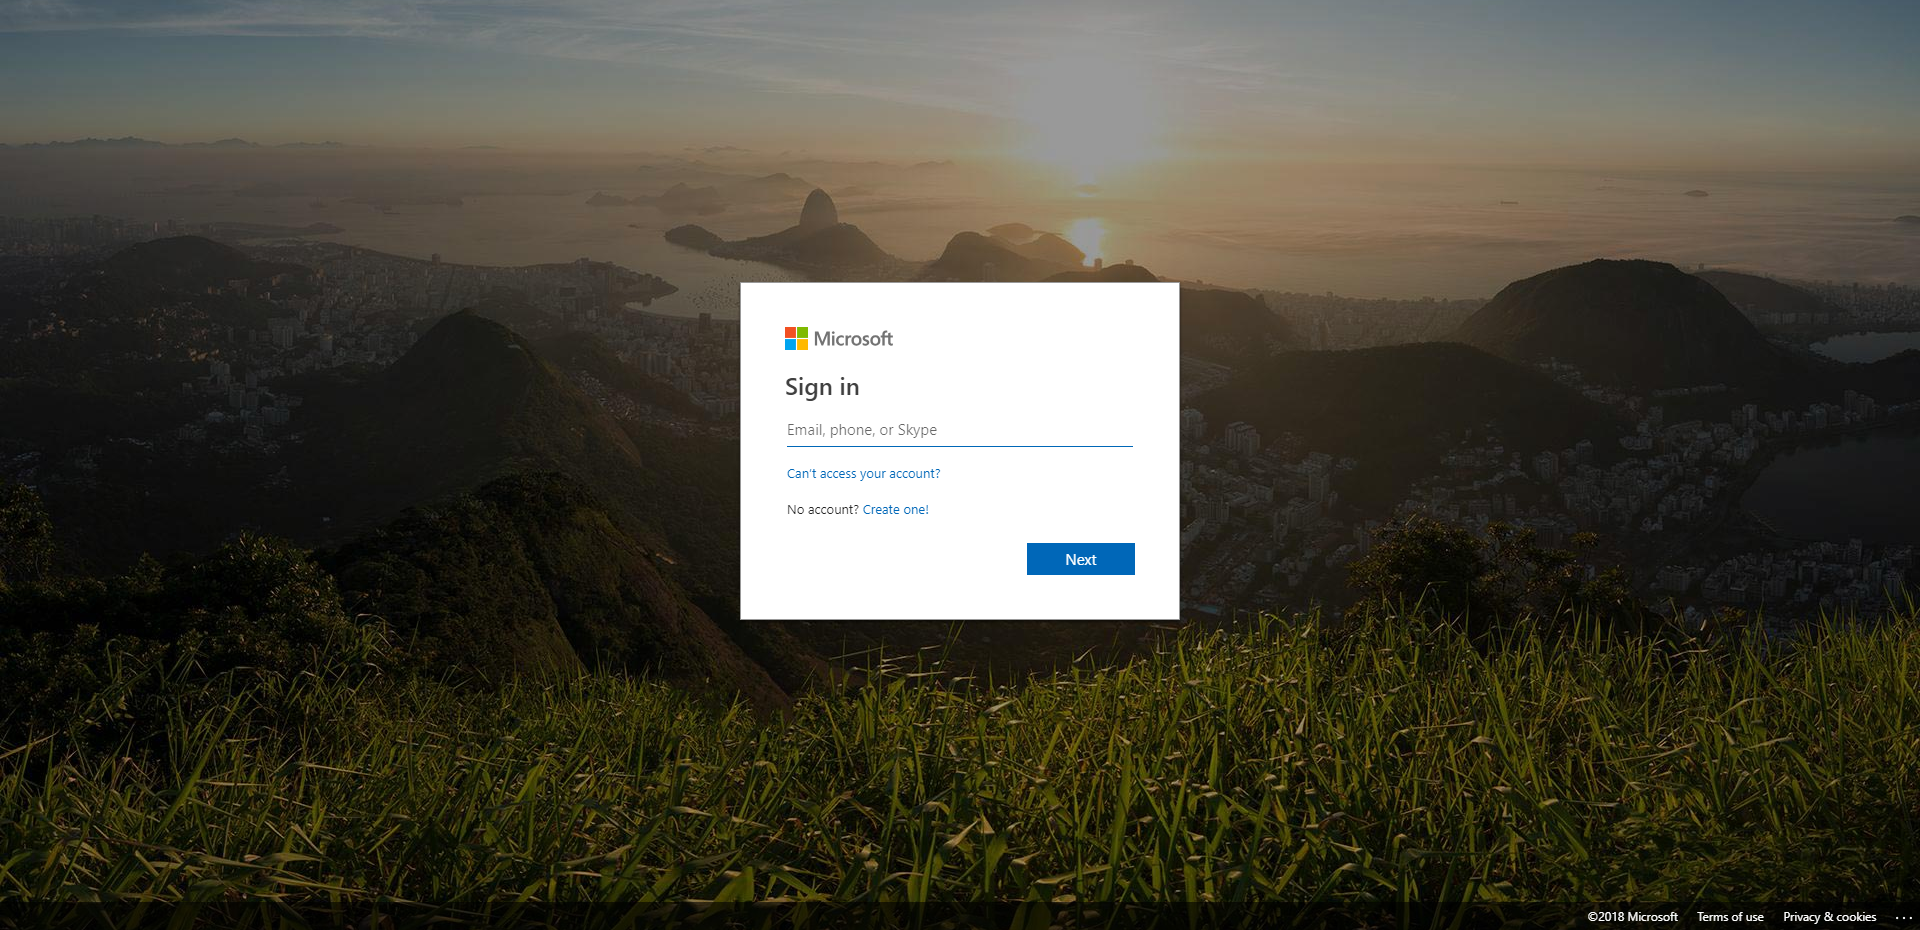 Microsoft
Sign in
Email, phone, or Skype
Can't access your account?
No account? Create one!
Next
©2018 Microsoft Terms of use Privacy & cookies ...